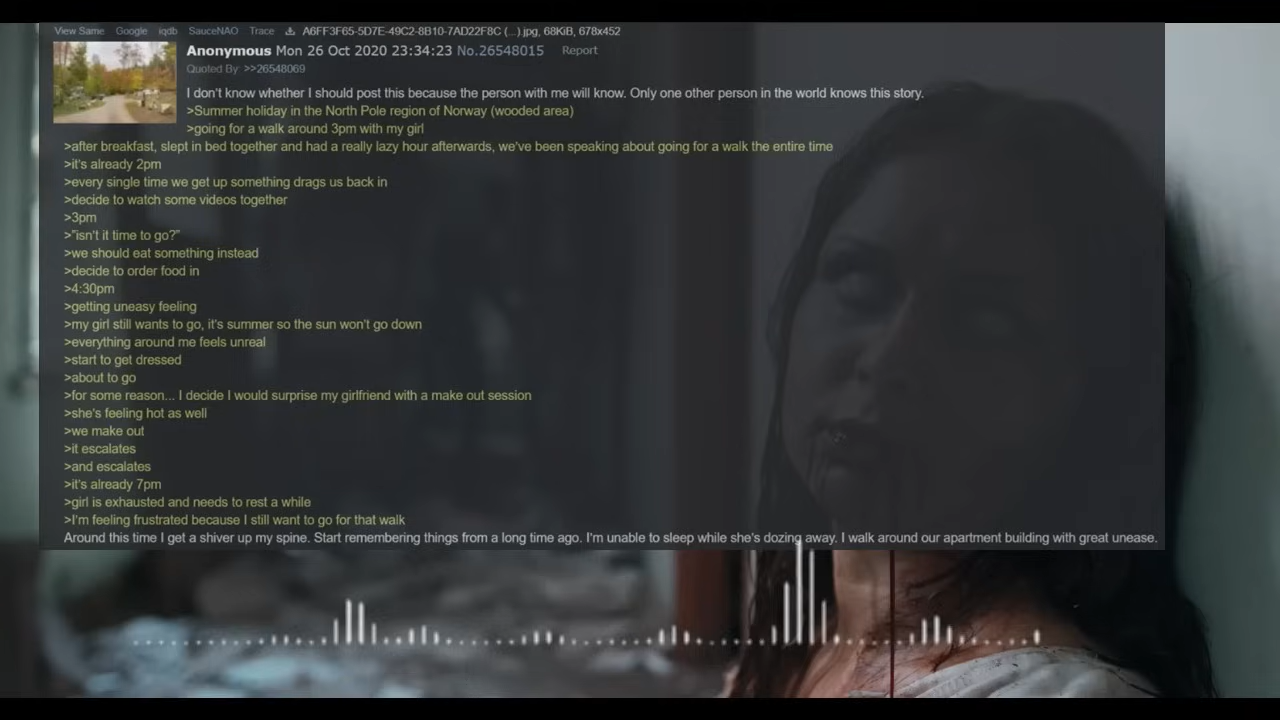 View Same Google iqdb SauceNAO Trace A6FF3F65-5D7E-49C2-8B10-7AD22F8C (...).jpg, 68KiB, 678x452
Anonymous Mon 26 Oct 2020 23:34:23 No.26548015 Report
Quoted By: >>26548069
I don't know whether I should post this because the person with me will know. Only one other person in the world knows this story.
>Summer holiday in the North Pole region of Norway (wooded area)
>going for a walk around 3pm with my girl
>after breakfast, slept in bed together and had a really lazy hour afterwards, we've been speaking about going for a walk the entire time
>it's already 2pm
>every single time we get up something drags us back in
>decide to watch some videos together
>3pm
>"isn't it time to go?"
>we should eat something instead
>decide to order food in
>4:30pm
>getting uneasy feeling
>my girl still wants to go, it's summer so the sun won't go down
>everything around me feels unreal
>start to get dressed
>about to go
>for some reason... I decide I would surprise my girlfriend with a make out session
>she's feeling hot as well
>we make out
>it escalates
>and escalates
>it's already 7pm
>girl is exhausted and needs to rest a while
>I'm feeling frustrated because I still want to go for that walk
Around this time I get a shiver up my spine. Start remembering things from a long time ago. I'm unable to sleep while she's dozing away. I walk around our apartment building with great unease.